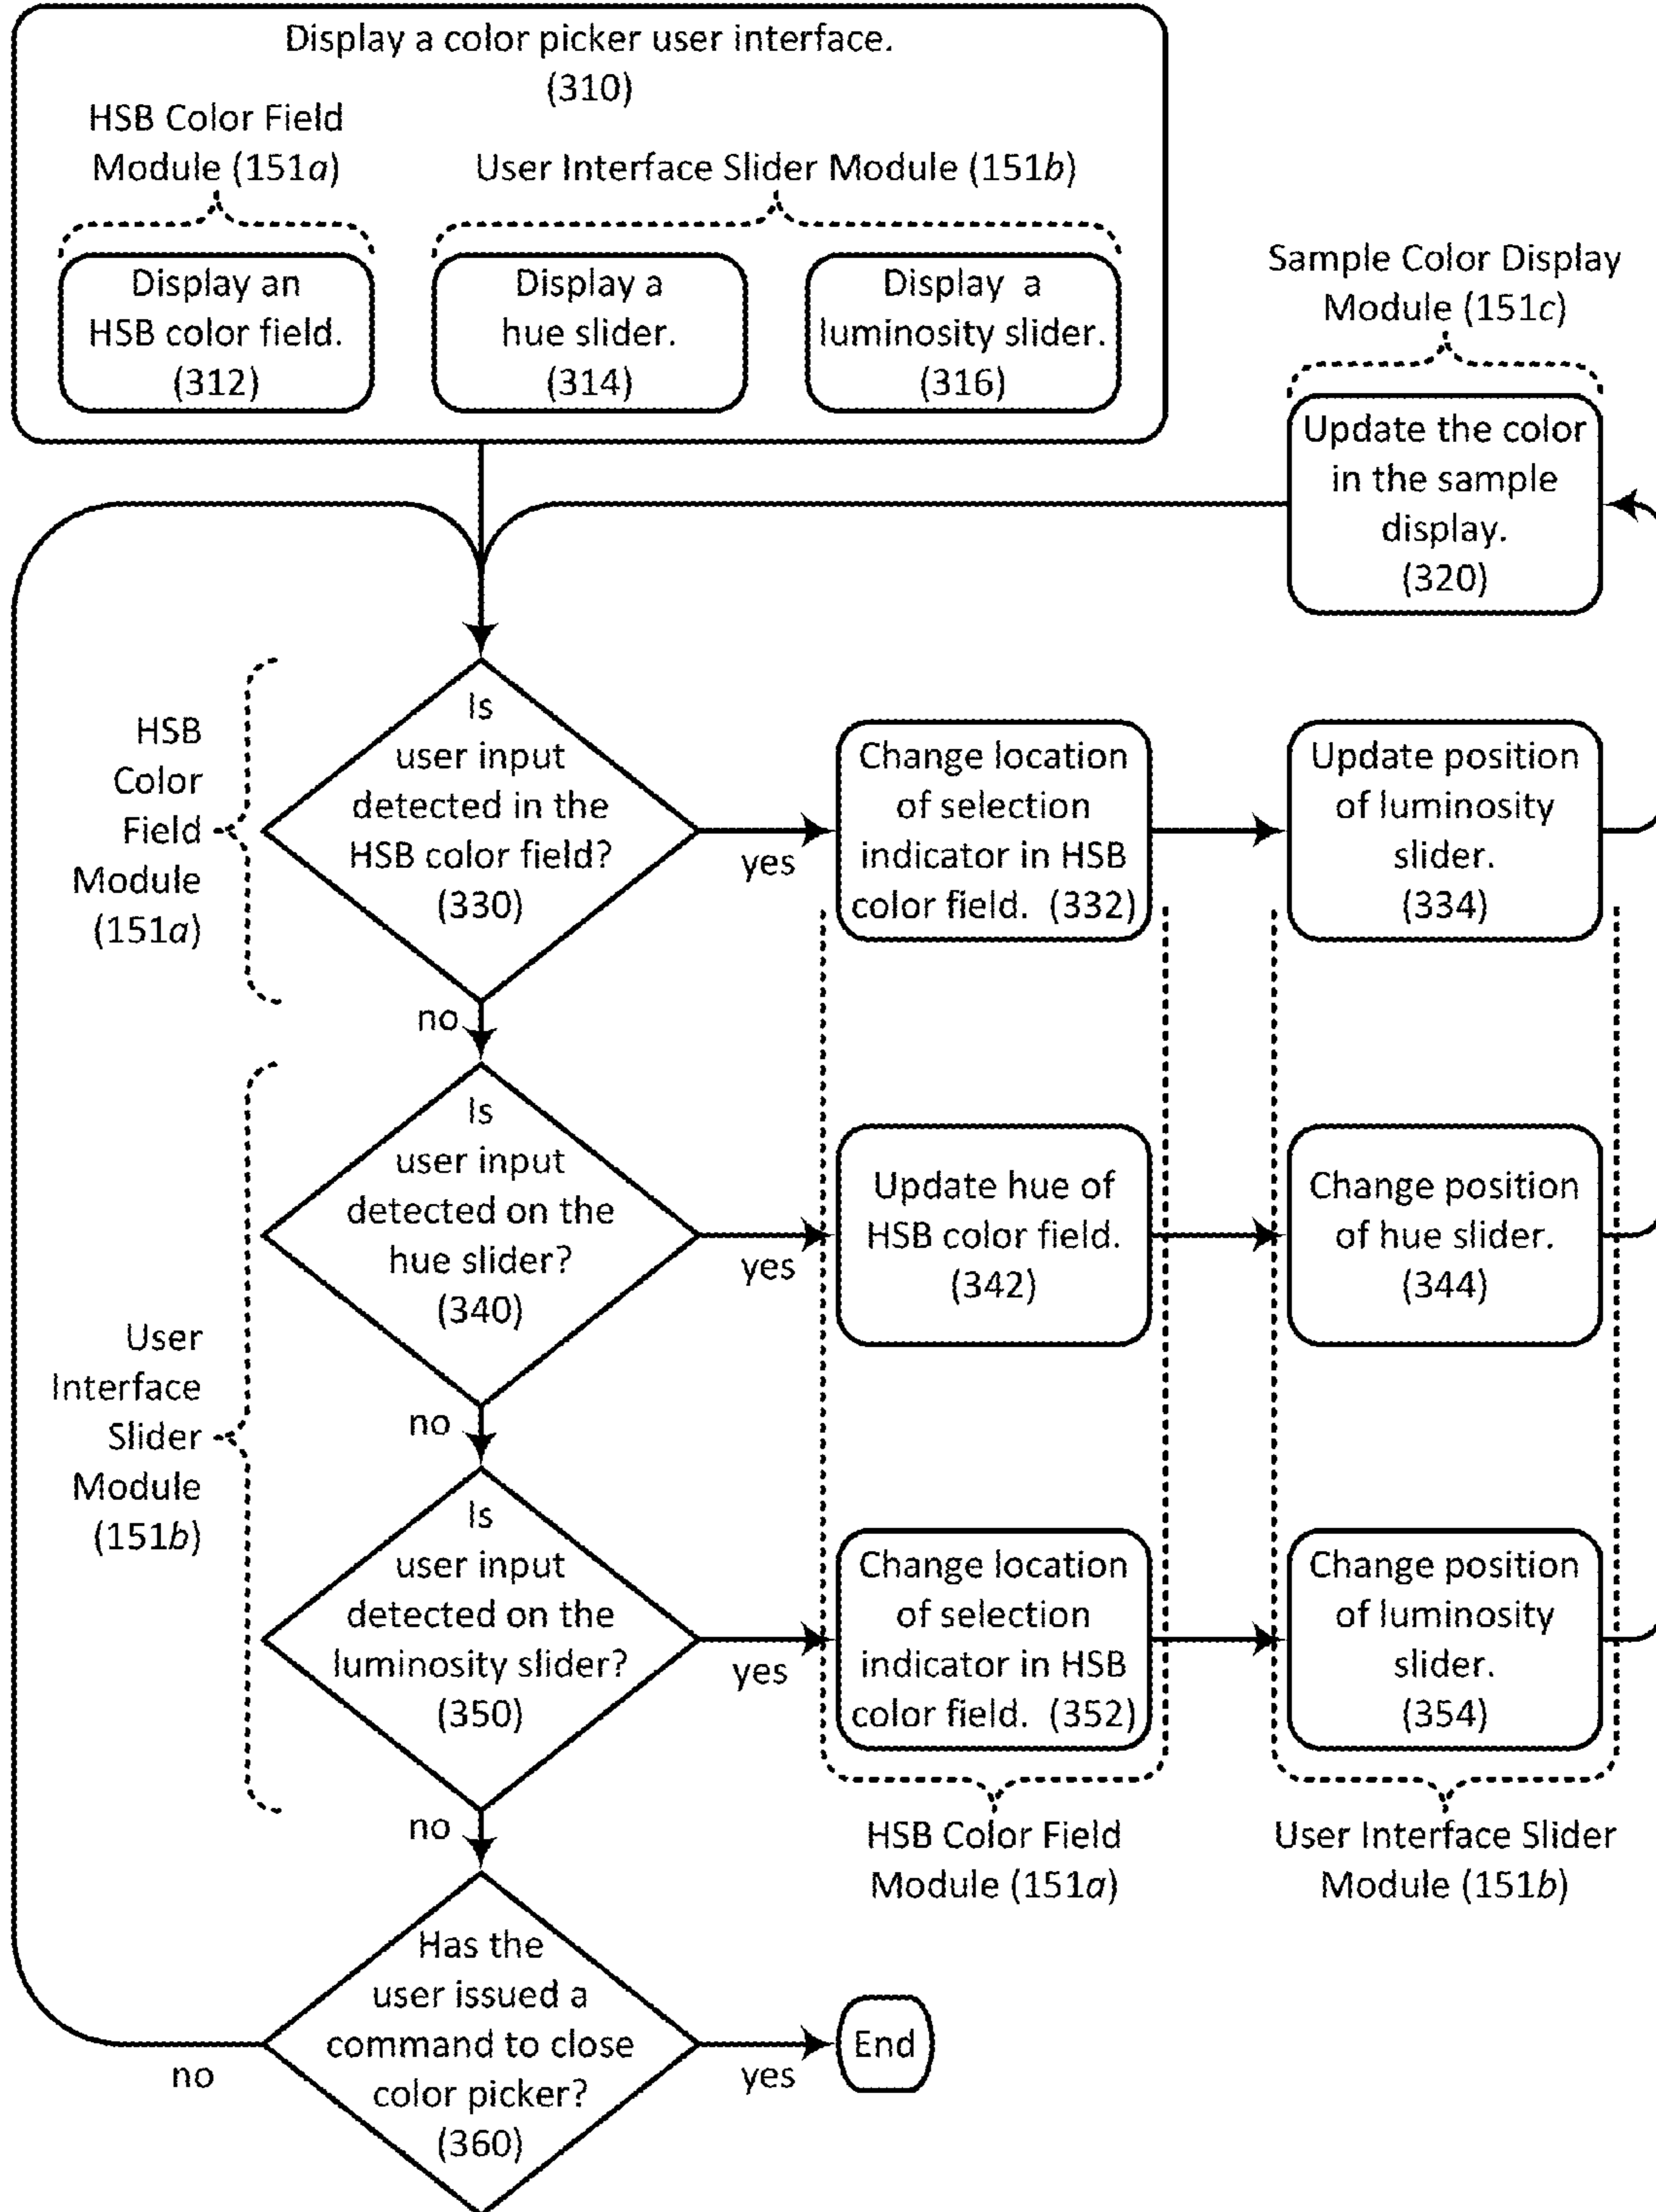 Display a color picker user interface.
(310)
HSB Color Field
Module (151a)
User Interface Slider Module (151b)
Display an
HSB color field.
(312)
Display a
hue slider.
(314)
Display a
luminosity slider.
(316)
Sample Color Display
Module (151c)
Update the color
in the sample
display.
(320)
HSB
Color
Field
Module
(151a)
Is
user input
detected in the
HSB color field?
(330)
yes
Change location
of selection
indicator in HSB
color field. (332)
Update position
of luminosity
slider.
(334)
no
User
Interface
Slider
Module
(151b)
Is
user input
detected on the
hue slider?
(340)
yes
Update hue of
HSB color field.
(342)
Change position
of hue slider.
(344)
no
Is
user input
detected on the
luminosity slider?
(350)
yes
Change location
of selection
indicator in HSB
color field. (352)
Change position
of luminosity
slider.
(354)
no
HSB Color Field
Module (151a)
User Interface Slider
Module (151b)
Has the
user issued a
command to close
color picker?
(360)
no
yes
End